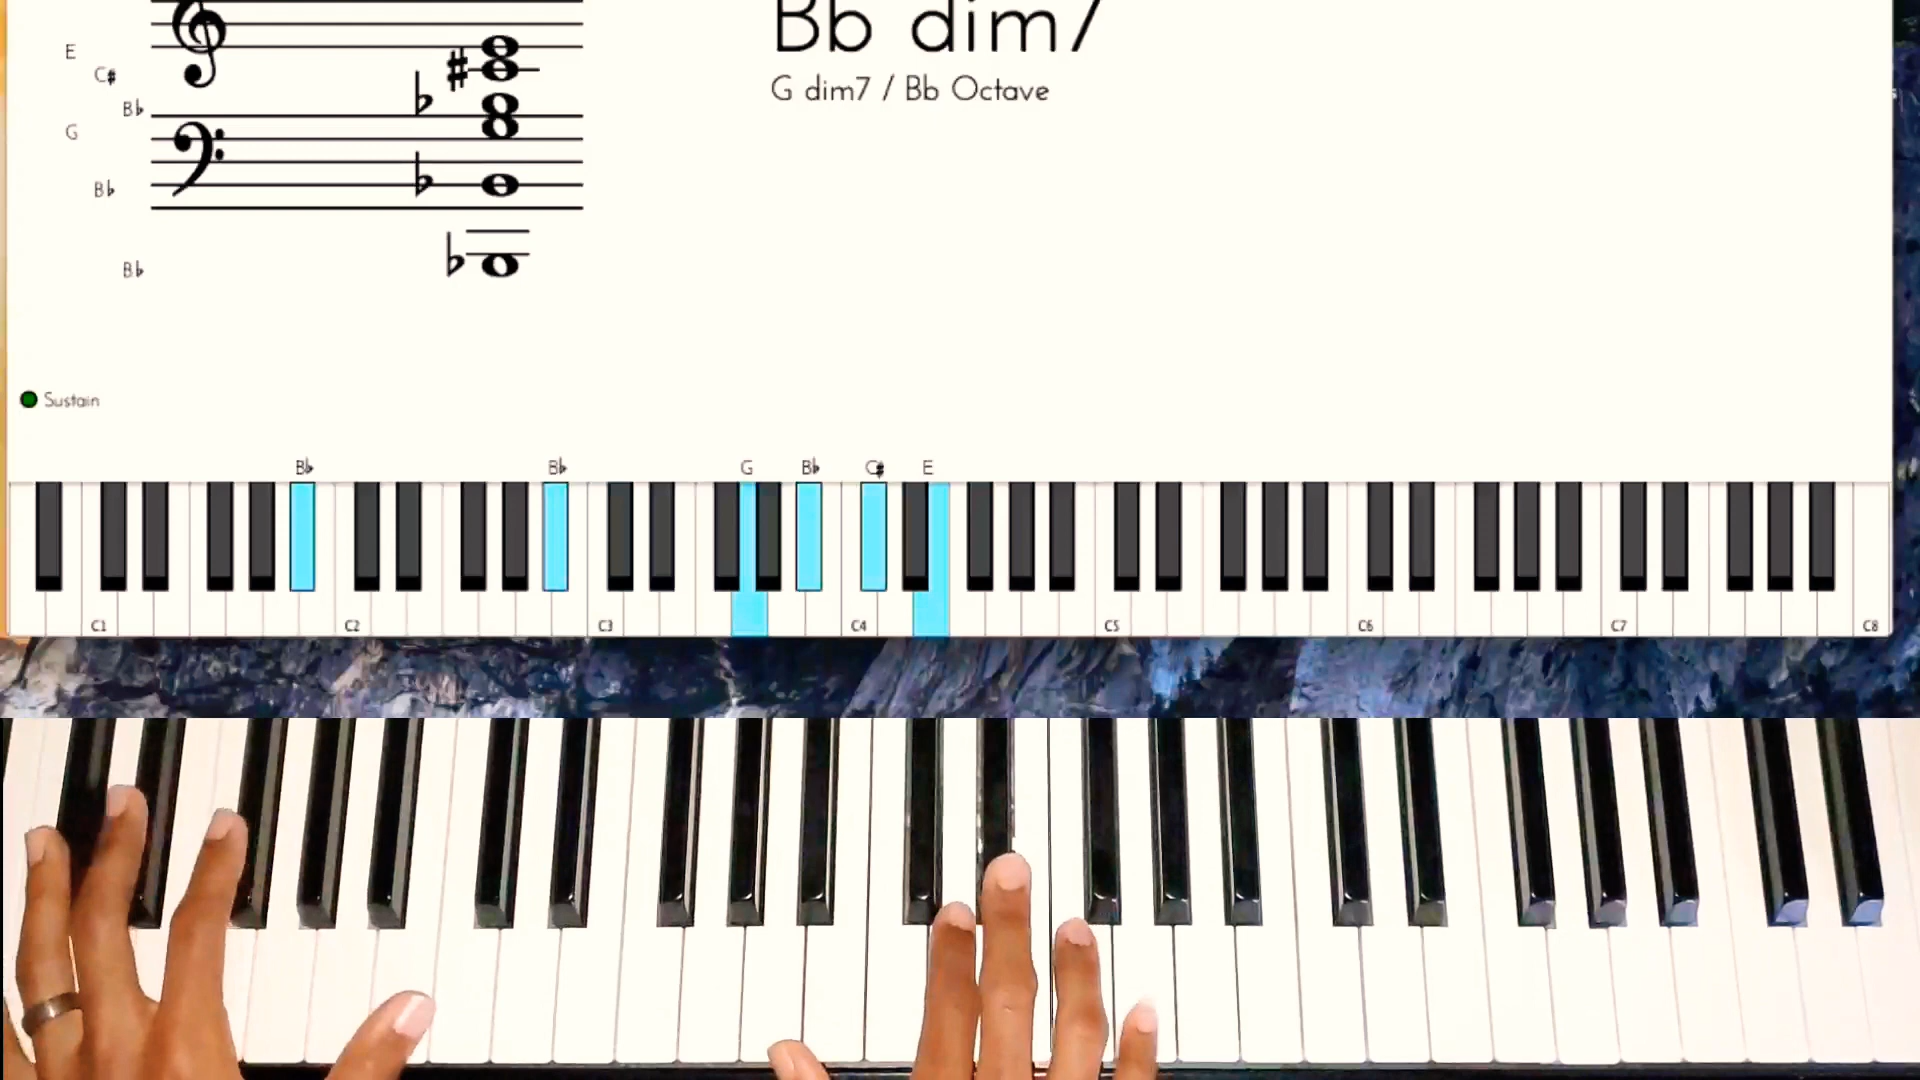 Bb dim7
G dim7 / Bb Octave
E
C#
B♭
G
B♭
B♭
Sustain
B♭ B♭ G B♭ C# E
C1 C2 C3 C4 C5 C6 C7 C8